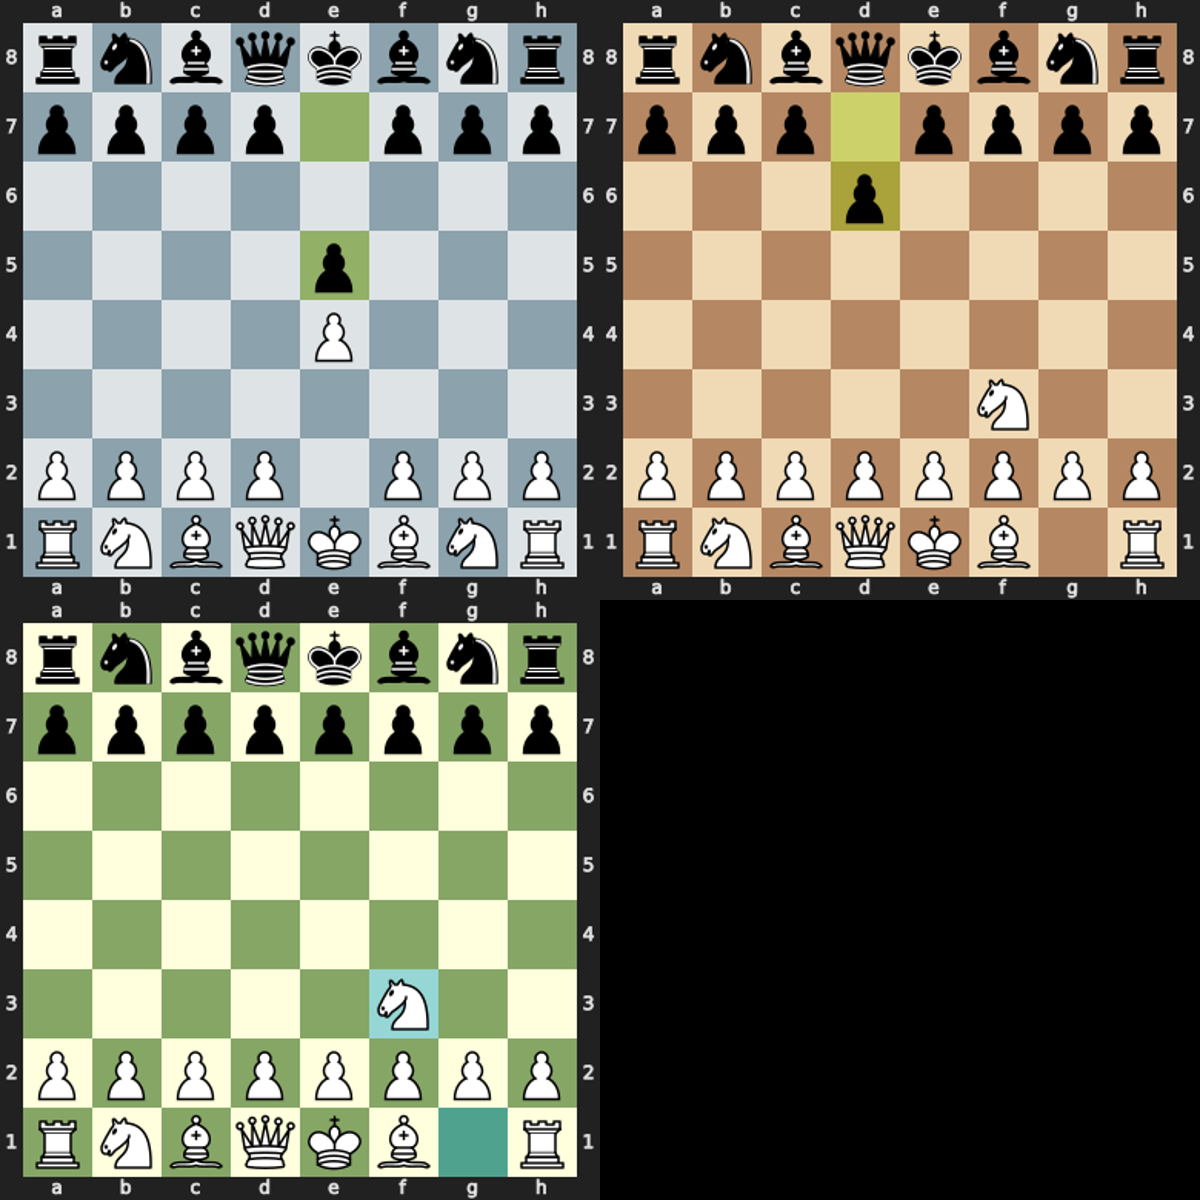 a b c d e f g h a b c d e f g h
8 8 8 8
7 7 7 7
6 6 6 6
5 5 5 5
4 4 4 4
3 3 3 3
2 2 2 2
1 1 1 1
a b c d e f g h a b c d e f g h
a b c d e f g h
8 8
7 7
6 6
5 5
4 4
3 3
2 2
1 1
a b c d e f g h